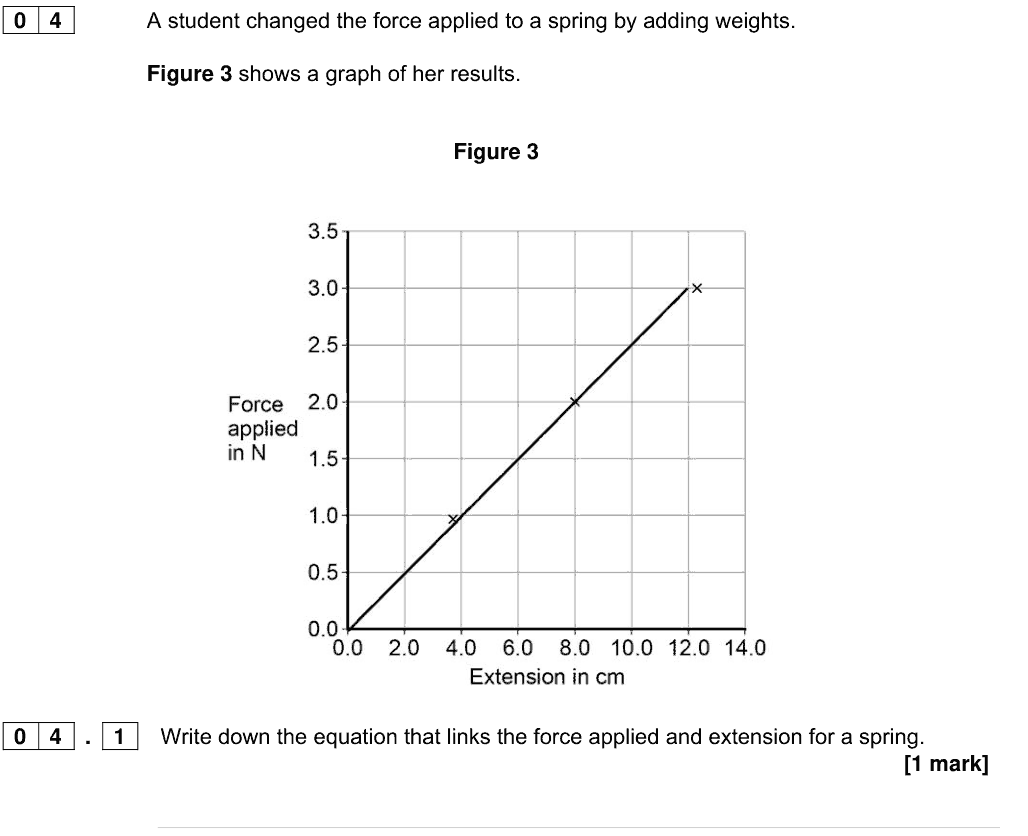 0 4 A student changed the force applied to a spring by adding weights.
Figure 3 shows a graph of her results.
Figure 3
3.5
3.0
2.5
Force 2.0
applied
in N 1.5
1.0
0.5
0.0
0.0 2.0 4.0 6.0 8.0 10.0 12.0 14.0
Extension in cm
0 4 . 1 Write down the equation that links the force applied and extension for a spring.
[1 mark]